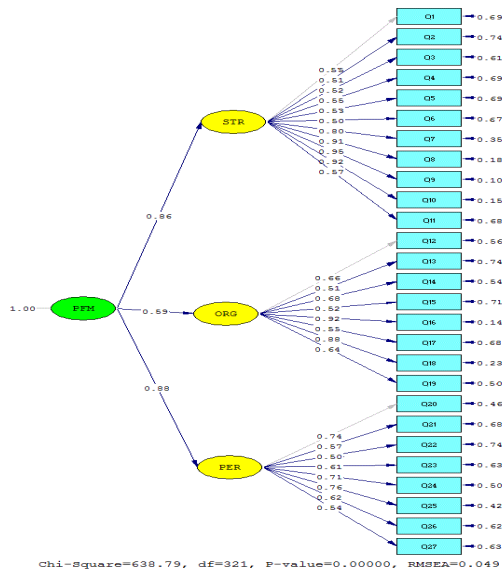 Q1 0.69
Q2 0.74
Q3 0.61
Q4 0.69
Q5 0.69
Q6 0.67
Q7 0.35
Q8 0.18
Q9 0.10
Q10 0.15
Q11 0.68
0.51
0.52
0.55
0.53
0.50
0.80
0.91
0.95
0.92
0.57
STR
0.86
Q12 0.56
Q13 0.74
Q14 0.54
Q15 0.71
Q16 0.14
Q17 0.68
Q18 0.23
Q19 0.50
0.66
0.51
0.68
0.52
0.92
0.55
0.88
0.64
1.00 PFM 0.59 ORG
0.88
Q20 0.46
Q21 0.68
Q22 0.74
Q23 0.63
Q24 0.50
Q25 0.42
Q26 0.62
Q27 0.63
0.74
0.57
0.50
0.61
0.71
0.76
0.62
0.54
PER
Chi-Square=638.79, df=321, P-value=0.00000, RMSEA=0.049